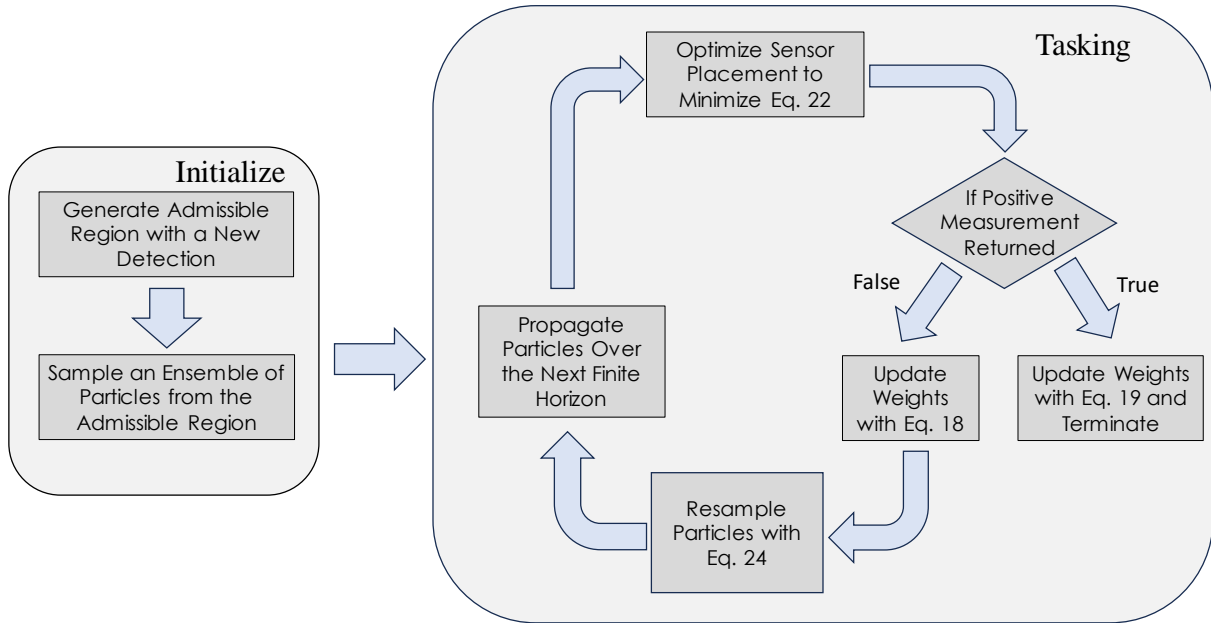 Initialize
Generate Admissible
Region with a New
Detection
Sample an Ensemble of
Particles from the
Admissible Region
Tasking
Optimize Sensor
Placement to
Minimize Eq. 22
If Positive
Measurement
Returned
False
True
Propagate
Particles Over
the Next Finite
Horizon
Update
Weights
with Eq. 18
Update Weights
with Eq. 19 and
Terminate
Resample
Particles with
Eq. 24